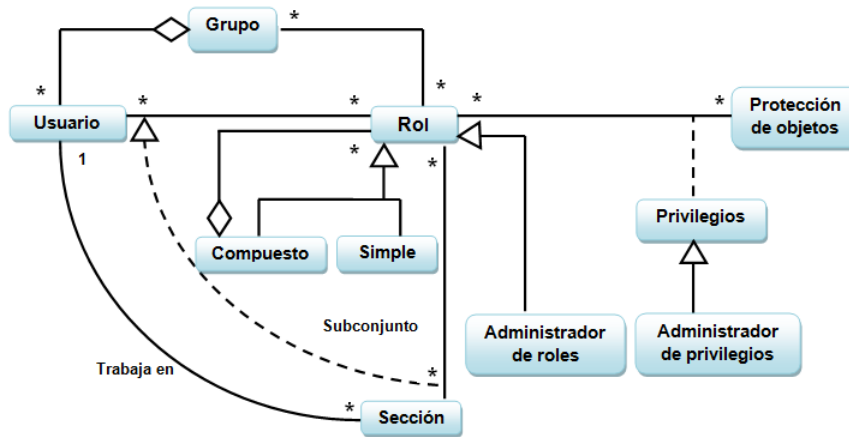 Grupo
*
*
*
*
*
*
*
*
Usuario
Rol
Protección
de objetos
1
*
*
Privilegios
Compuesto
Simple
Subconjunto
Administrador
de roles
Administrador
de privilegios
Trabaja en
*
*
Sección